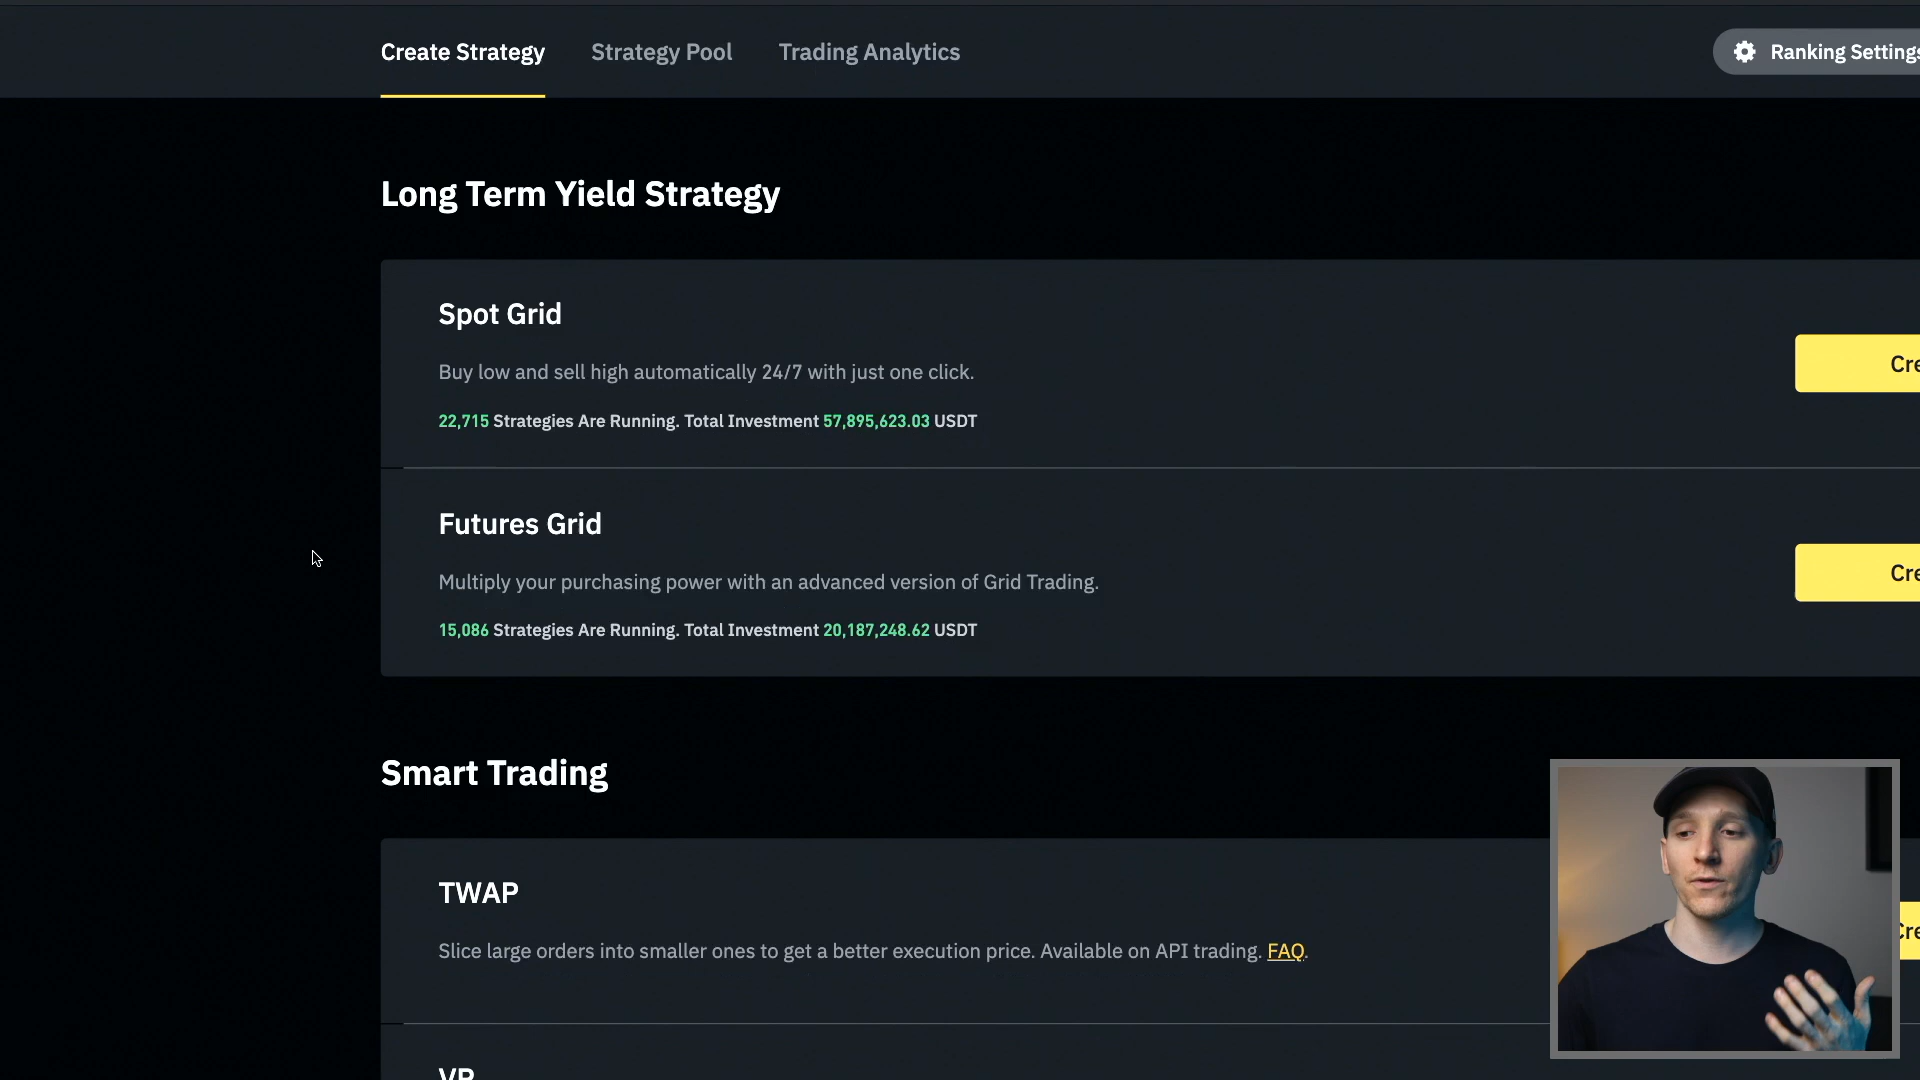 Create Strategy
Strategy Pool
Trading Analytics
Ranking Settings
Long Term Yield Strategy
Spot Grid
Buy low and sell high automatically 24/7 with just one click.
22,715 Strategies Are Running. Total Investment 57,895,623.03 USDT
Cre
Futures Grid
Multiply your purchasing power with an advanced version of Grid Trading.
15,086 Strategies Are Running. Total Investment 20,187,248.62 USDT
Cre
Smart Trading
TWAP
Slice large orders into smaller ones to get a better execution price. Available on API trading. FAQ.
Cre
VP